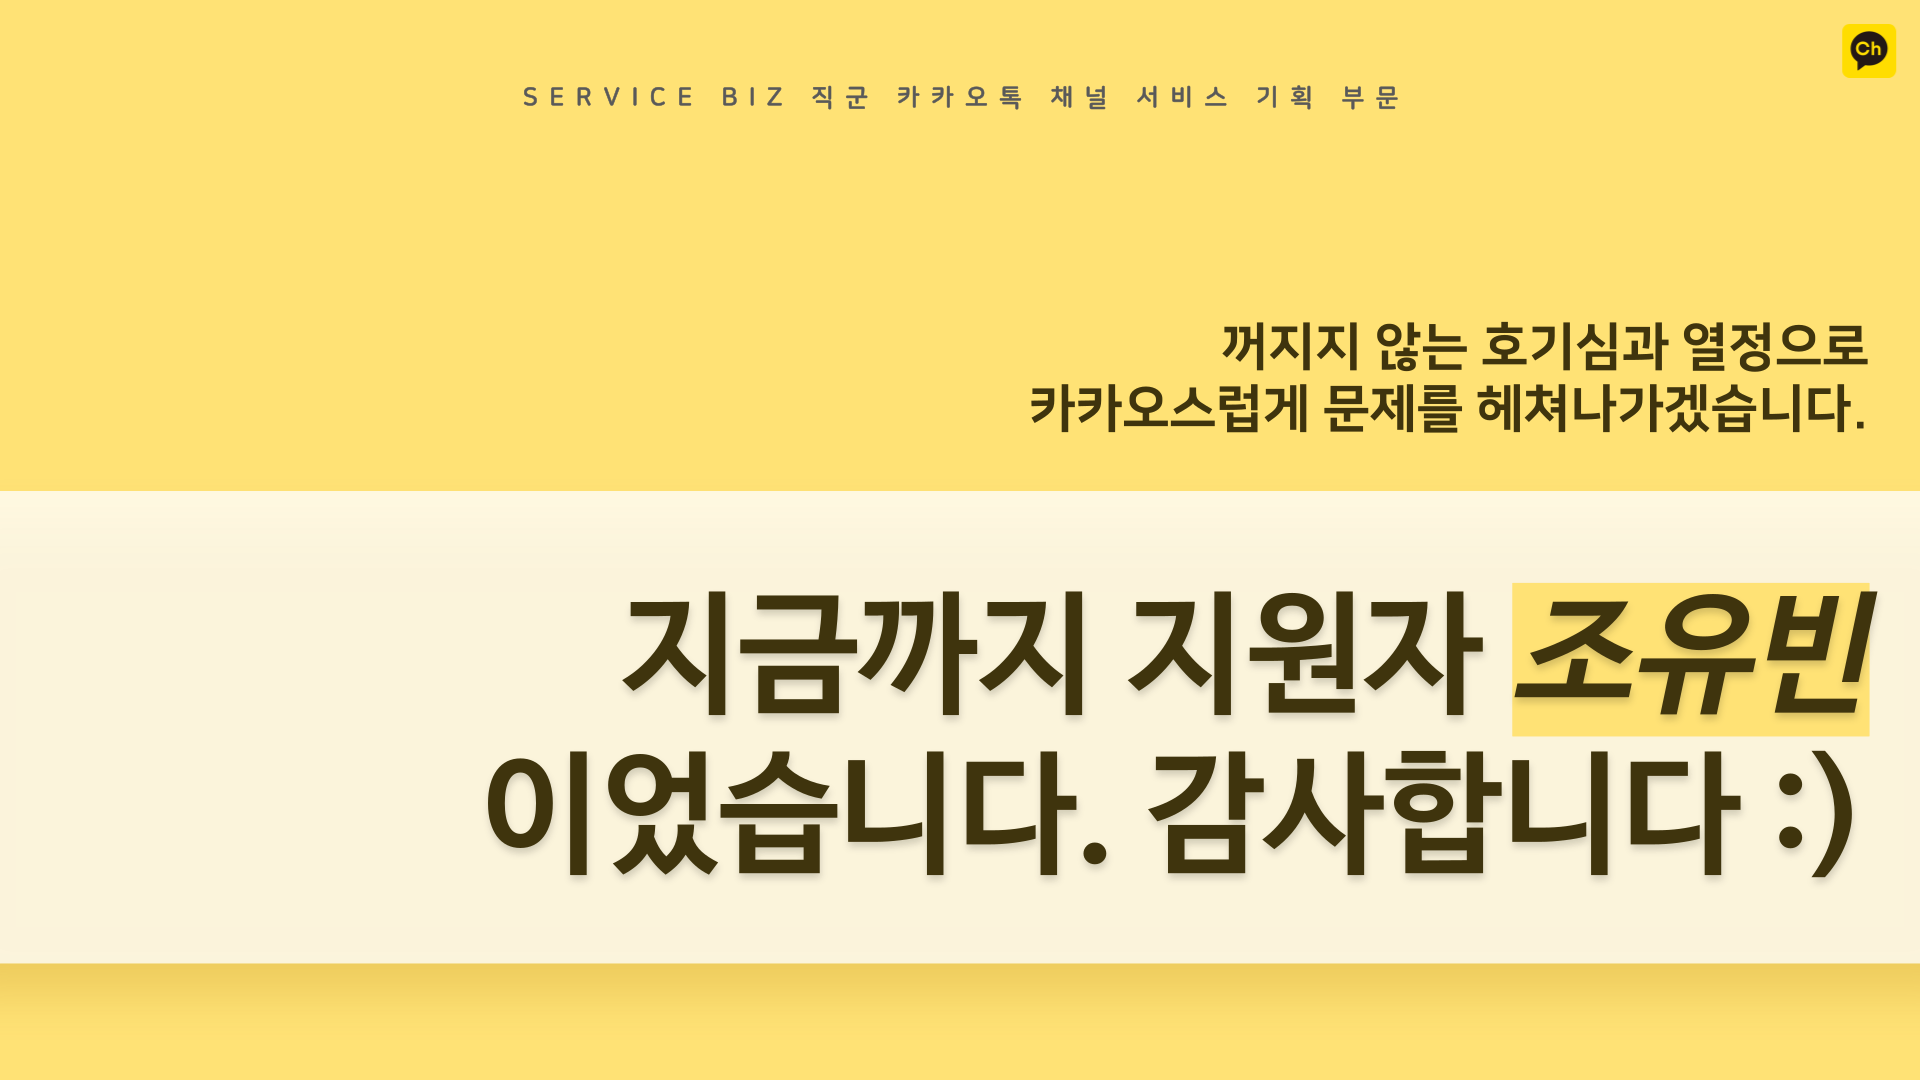 Ch
SERVICE BIZ 직군 카카오톡 채널 서비스 기획 부문
꺼지지 않는 호기심과 열정으로
카카오스럽게 문제를 헤쳐나가겠습니다.
지금까지 지원자 조유빈
이었습니다. 감사합니다 :)